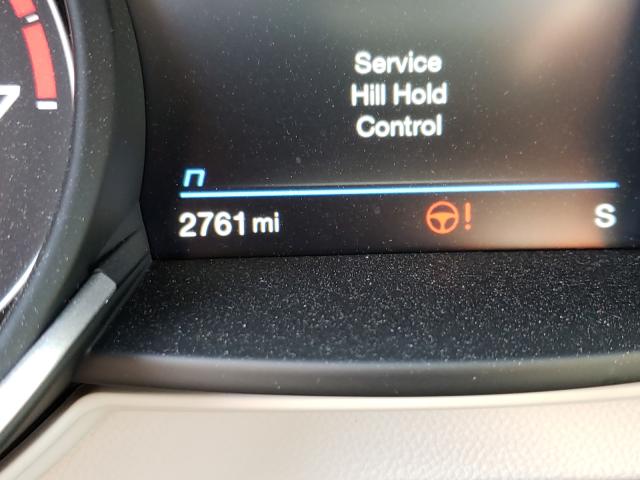 Service
Hill Hold
Control
2761 mi
S